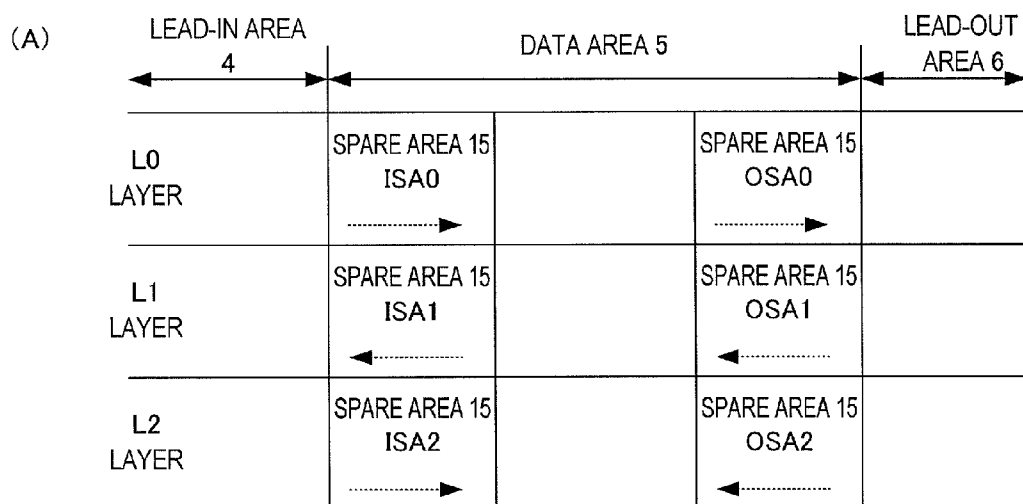 (A)
LEAD-IN AREA
4
DATA AREA 5
LEAD-OUT
AREA 6
L0
LAYER
SPARE AREA 15
ISA0
SPARE AREA 15
OSA0
L1
LAYER
SPARE AREA 15
ISA1
SPARE AREA 15
OSA1
L2
LAYER
SPARE AREA 15
ISA2
SPARE AREA 15
OSA2